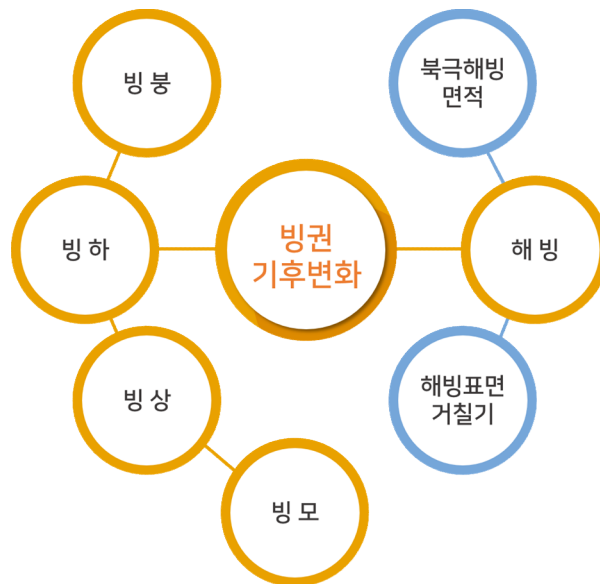 빙 붕
북극해빙
면적
빙 하
빙권
기후변화
해 빙
빙 상
해빙표면
거칠기
빙 모